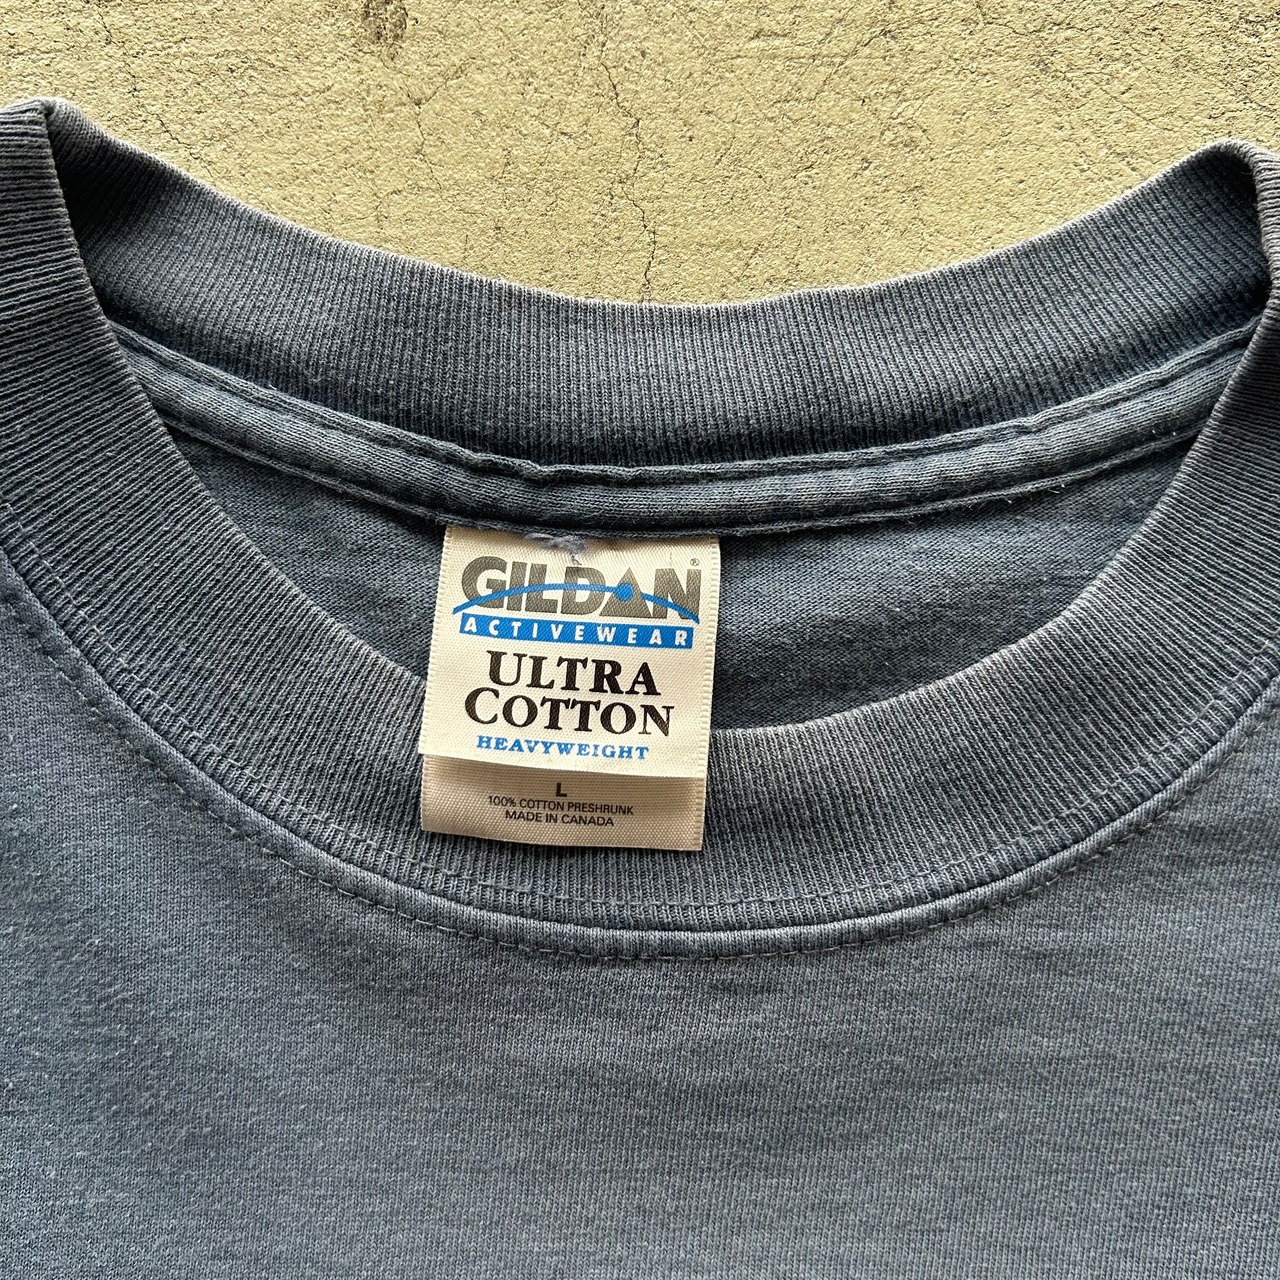 GILDAN®
ACTIVEWEAR
ULTRA
COTTON
HEAVYWEIGHT
L
100% COTTON PRESHRUNK
MADE IN CANADA